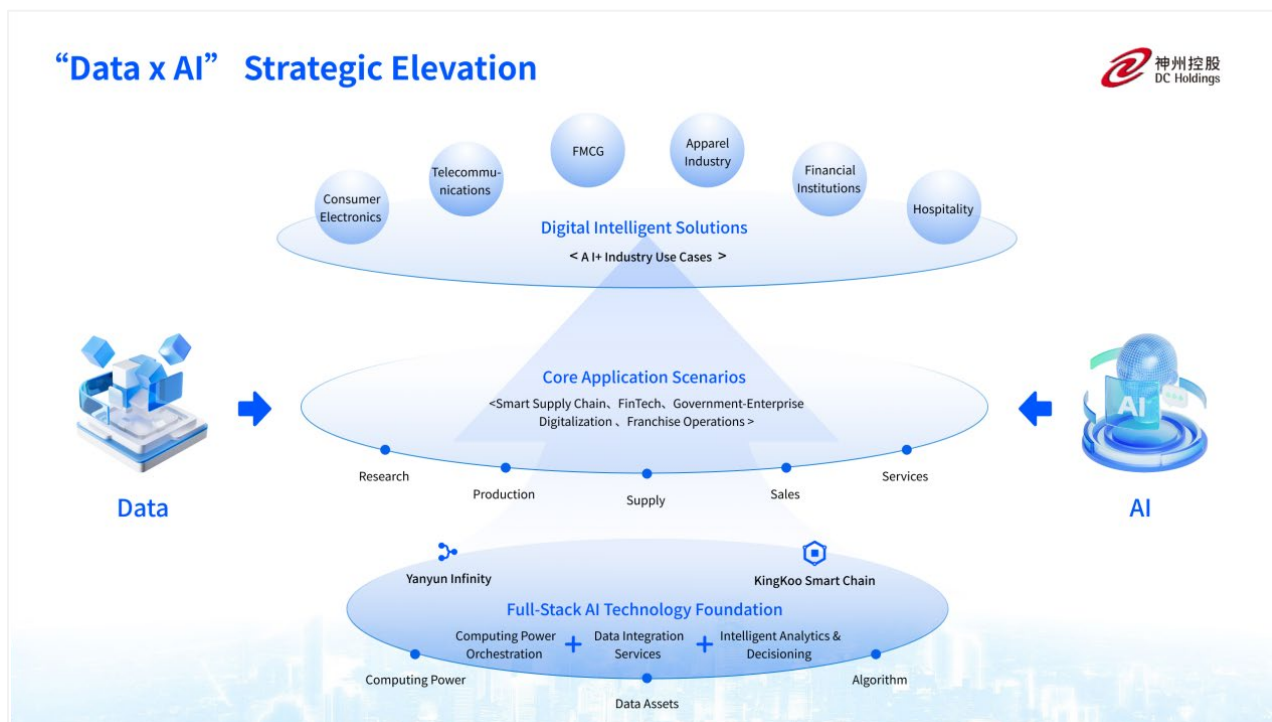 “Data x AI” Strategic Elevation
神州控股
DC Holdings
FMCG
Apparel
Industry
Telecommu-
nications
Financial
Institutions
Consumer
Electronics
Hospitality
Digital Intelligent Solutions
< A I+ Industry Use Cases >
Core Application Scenarios
<Smart Supply Chain、FinTech、Government-Enterprise
Digitalization 、Franchise Operations >
AI
Research
Production
Supply
Sales
Services
Data
AI
Yanyun Infinity
KingKoo Smart Chain
Full-Stack AI Technology Foundation
Computing Power
Orchestration
+
Data Integration
Services
+
Intelligent Analytics &
Decisioning
Computing Power
Data Assets
Algorithm